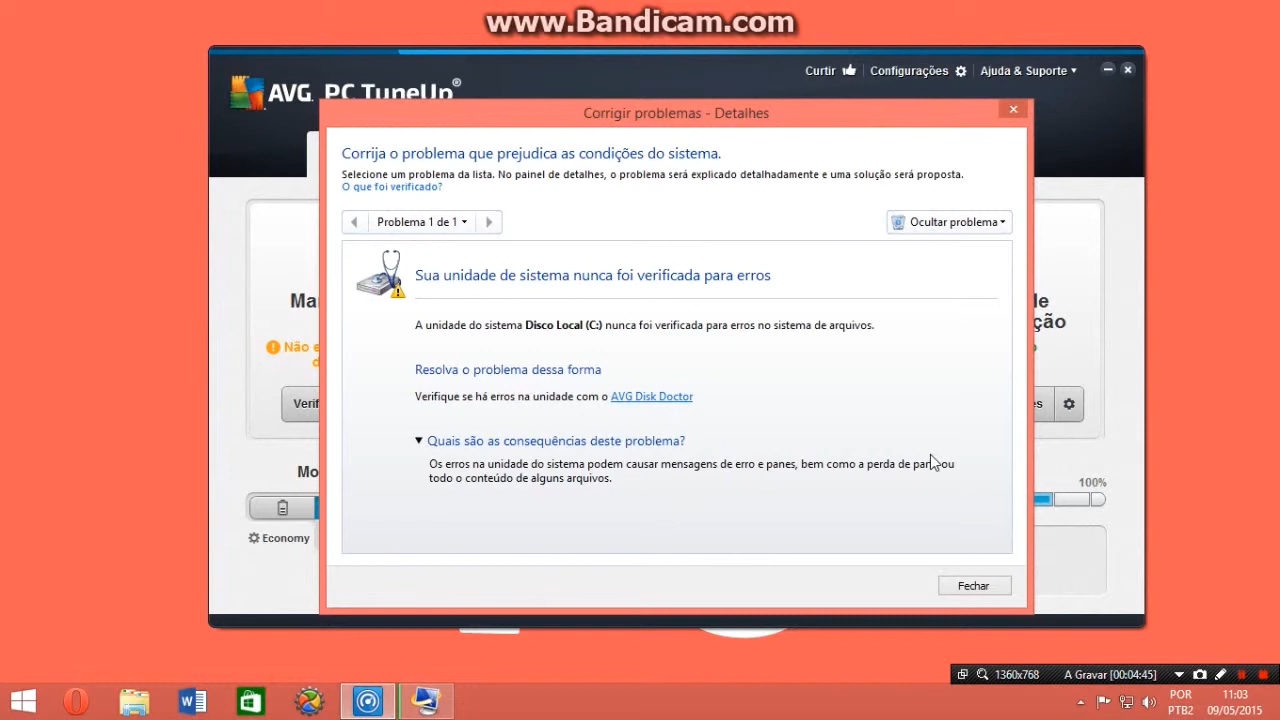 www.Bandicam.com
Curtir
Configurações
Ajuda & Suporte
AVG. PC TuneUp®
Corrigir problemas - Detalhes
Corrija o problema que prejudica as condições do sistema.
Selecione um problema da lista. No painel de detalhes, o problema será explicado detalhadamente e uma solução será proposta.
O que foi verificado?
Problema 1 de 1
Ocultar problema
Sua unidade de sistema nunca foi verificada para erros
A unidade do sistema Disco Local (C:) nunca foi verificada para erros no sistema de arquivos.
Resolva o problema dessa forma
Verifique se há erros na unidade com o AVG Disk Doctor
Quais são as consequências deste problema?
Os erros na unidade do sistema podem causar mensagens de erro e panes, bem como a perda de ou
todo o conteúdo de alguns arquivos.
Não
100%
Economy
Fechar
1360x768
A Gravar [00:04:45]
POR
PTB2
11:03
09/05/2015